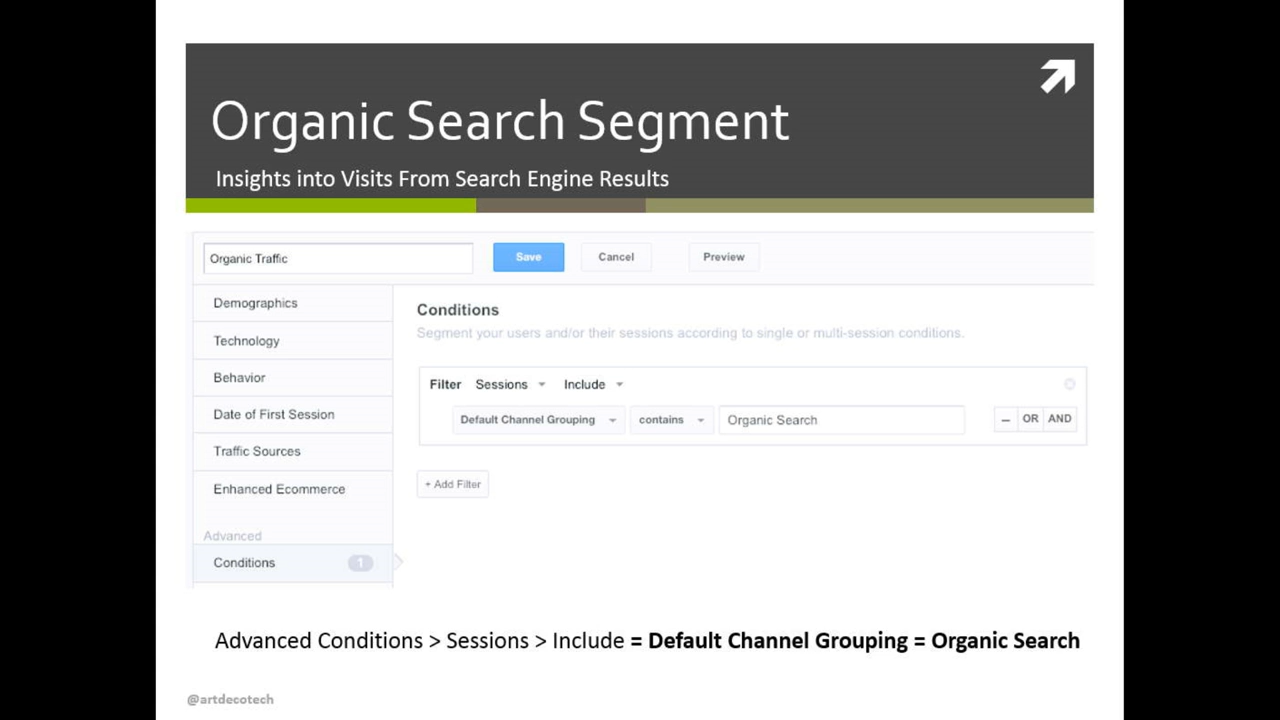 Organic Search Segment
Insights into Visits From Search Engine Results
Organic Traffic
Save
Cancel
Preview
Demographics
Technology
Behavior
Date of First Session
Traffic Sources
Enhanced Ecommerce
Advanced
Conditions
1
Conditions
Segment your users and/or their sessions according to single or multi-session conditions.
Filter Sessions Include
Default Channel Grouping contains Organic Search – OR AND
+ Add Filter
Advanced Conditions > Sessions > Include = Default Channel Grouping = Organic Search
@artdecotech